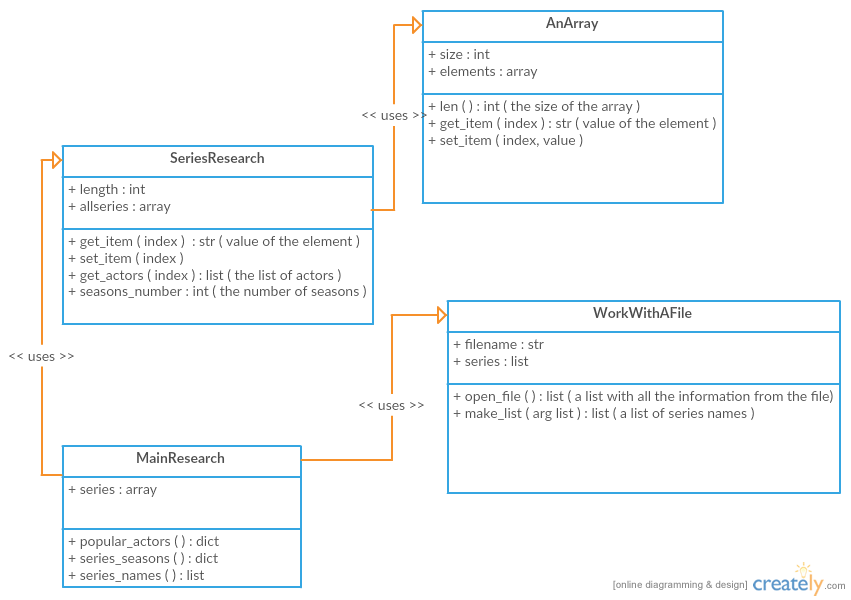 AnArray
+ size : int
+ elements : array
+ len ( ) : int ( the size of the array )
+ get_item ( index ) : str ( value of the element )
+ set_item ( index, value )
<< uses >>
SeriesResearch
+ length : int
+ allseries : array
+ get_item ( index )  : str ( value of the element )
+ set_item ( index )
+ get_actors ( index ) : list ( the list of actors )
+ seasons_number : int ( the number of seasons )
WorkWithAFile
+ filename : str
+ series : list
+ open_file ( ) : list ( a list with all the information from the file)
+ make_list ( arg list ) : list ( a list of series names )
<< uses >>
<< uses >>
MainResearch
+ series : array
+ popular_actors ( ) : dict
+ series_seasons ( ) : dict
+ series_names ( ) : list
[online diagramming & design] creately.com